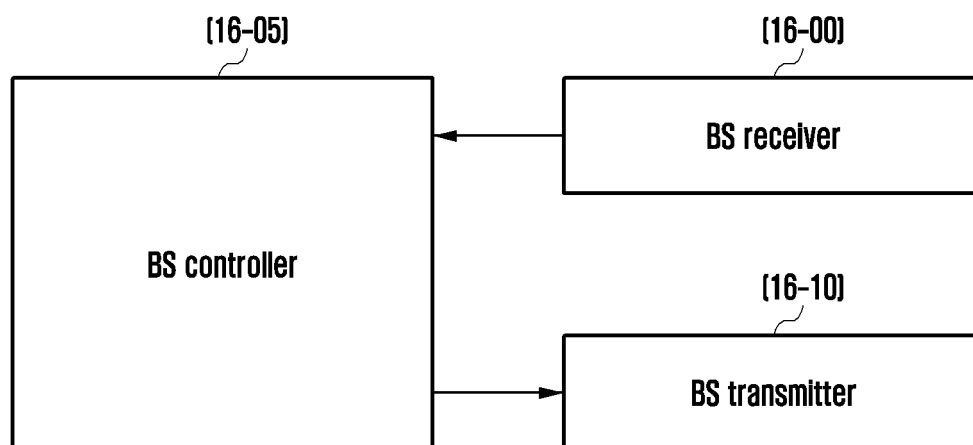 [16-05]
[16-00]
BS receiver
BS controller
[16-10]
BS transmitter